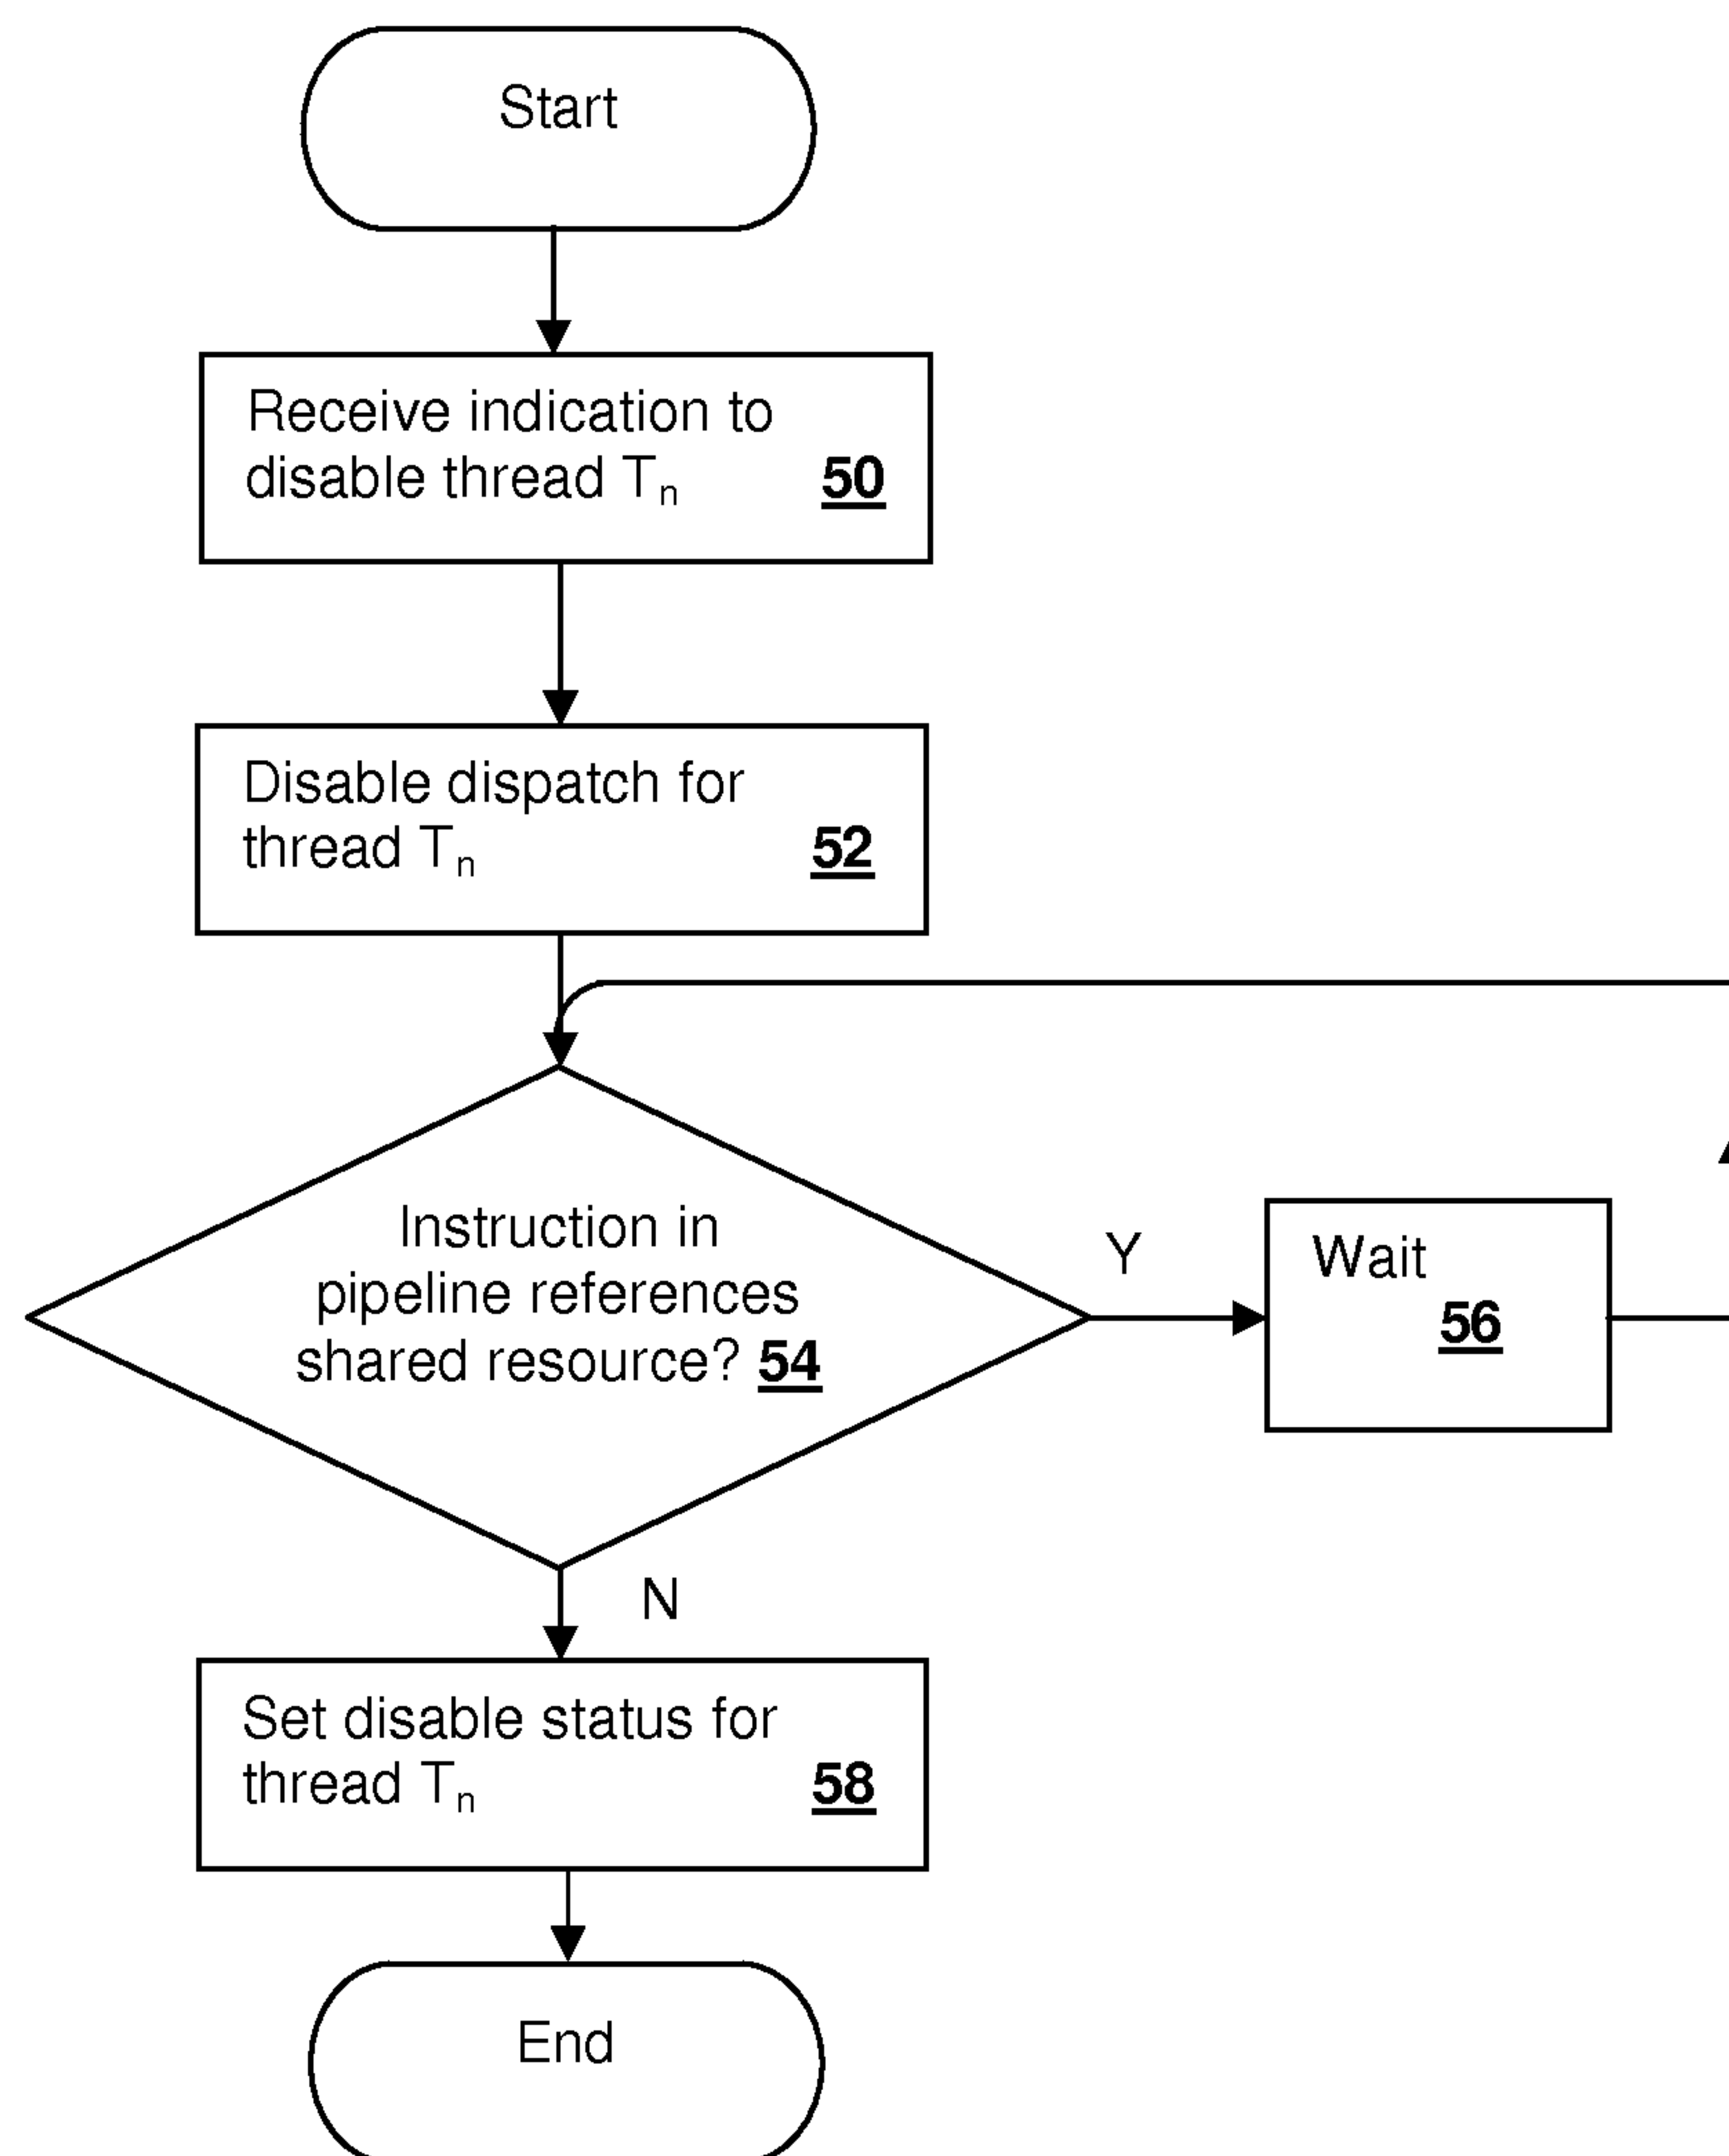 Start
Receive indication to
disable thread Tn 50
Disable dispatch for
thread Tn 52
Instruction in
pipeline references
shared resource? 54
Y
Wait
56
N
Set disable status for
thread Tn 58
End